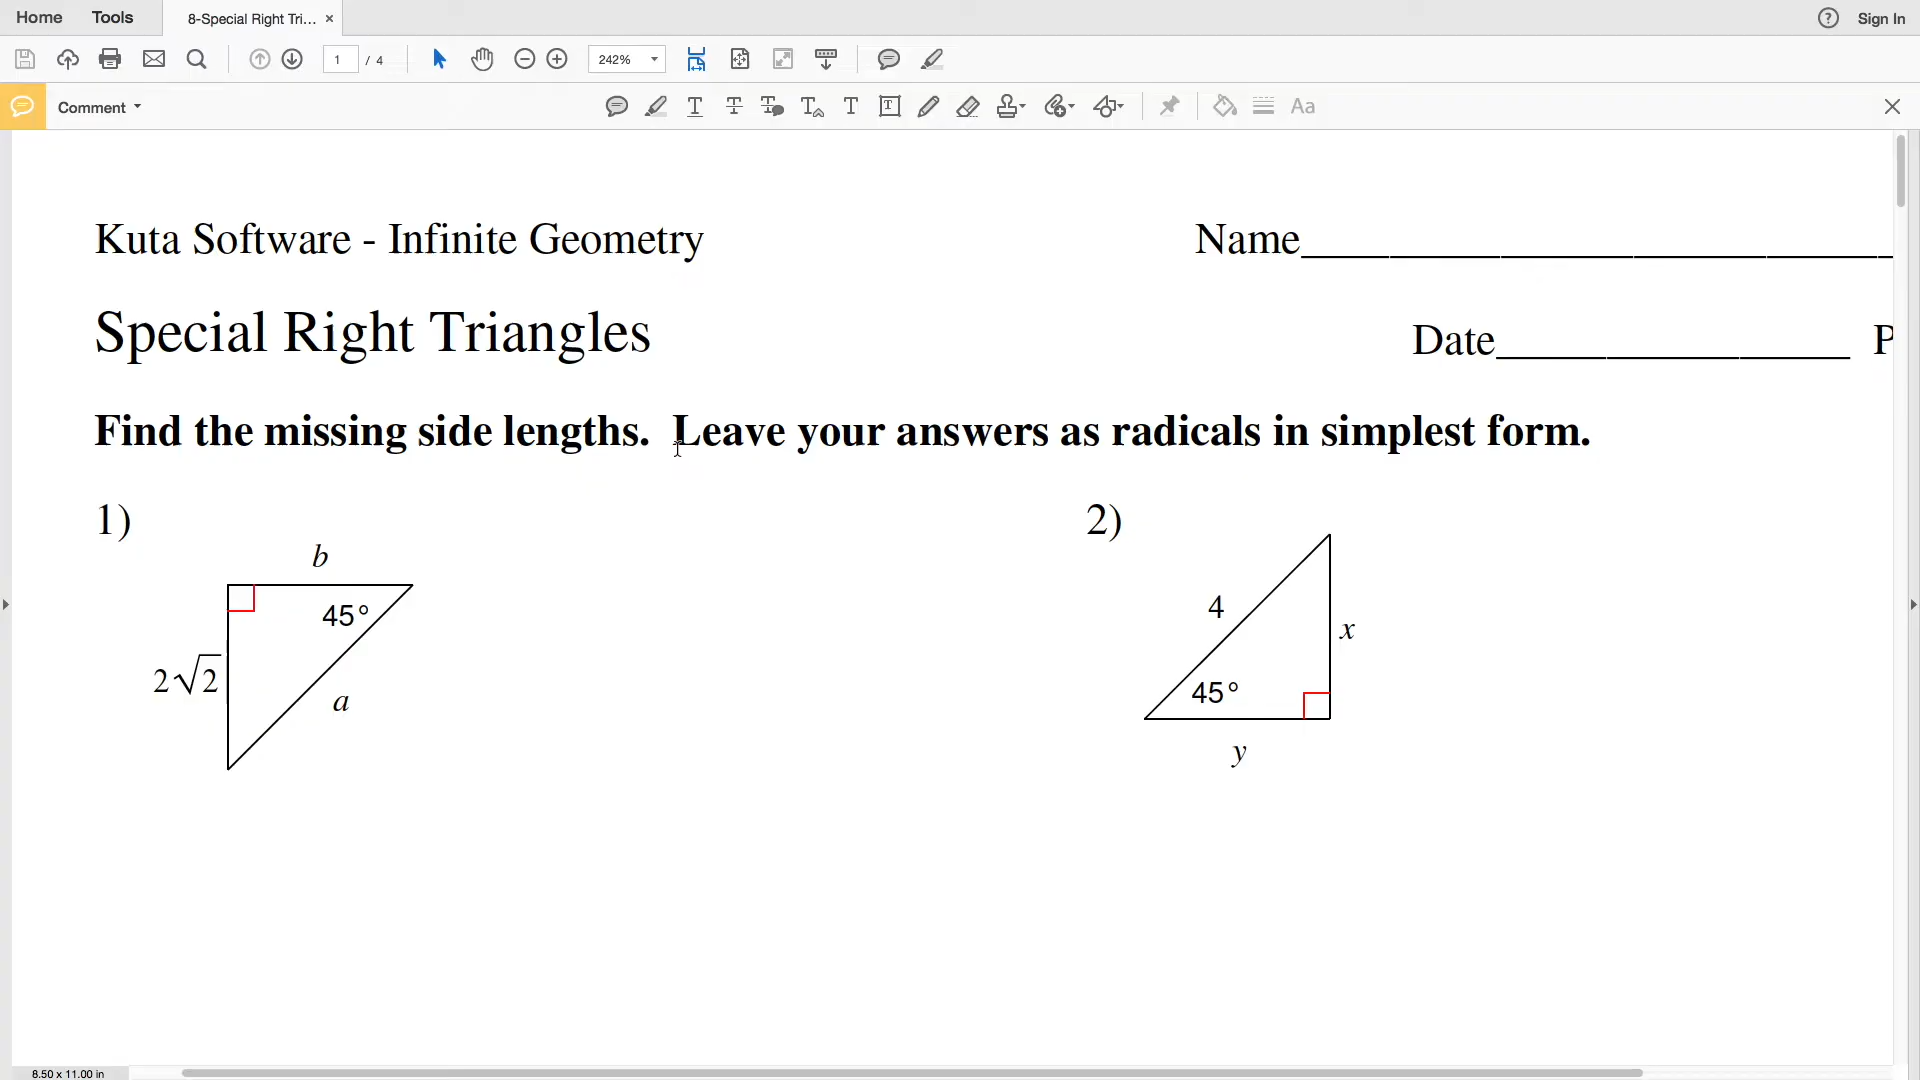 Home Tools 8-Special Right Tri... × ? Sign In
1 / 4 242%
Comment Aa
Kuta Software - Infinite Geometry Name
Special Right Triangles Date P
Find the missing side lengths. Leave your answers as radicals in simplest form.
1)
b
45°
2√2
a
2)
4
x
45°
y
8.50 x 11.00 in